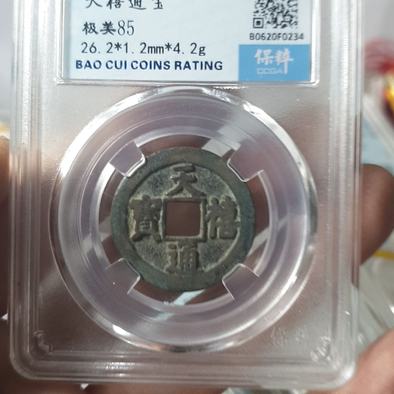 天禧通宝
极美85
26.2*1.2mm*4.2g
BAO CUI COINS RATING
B0620F0234
保粹
天禧通寶